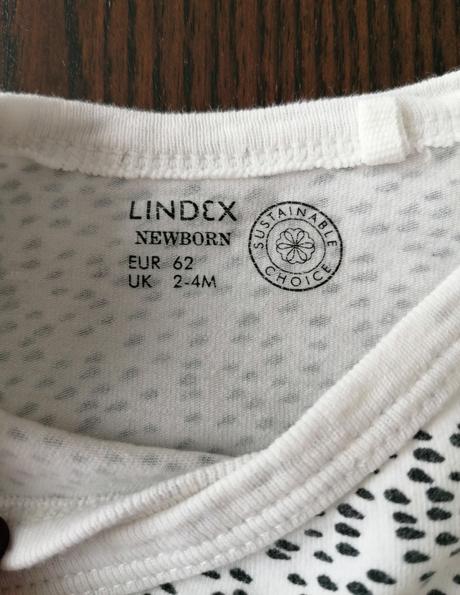 LINDEX
NEWBORN
EUR 62
UK 2-4M
SUSTAINABLE
CHOICE